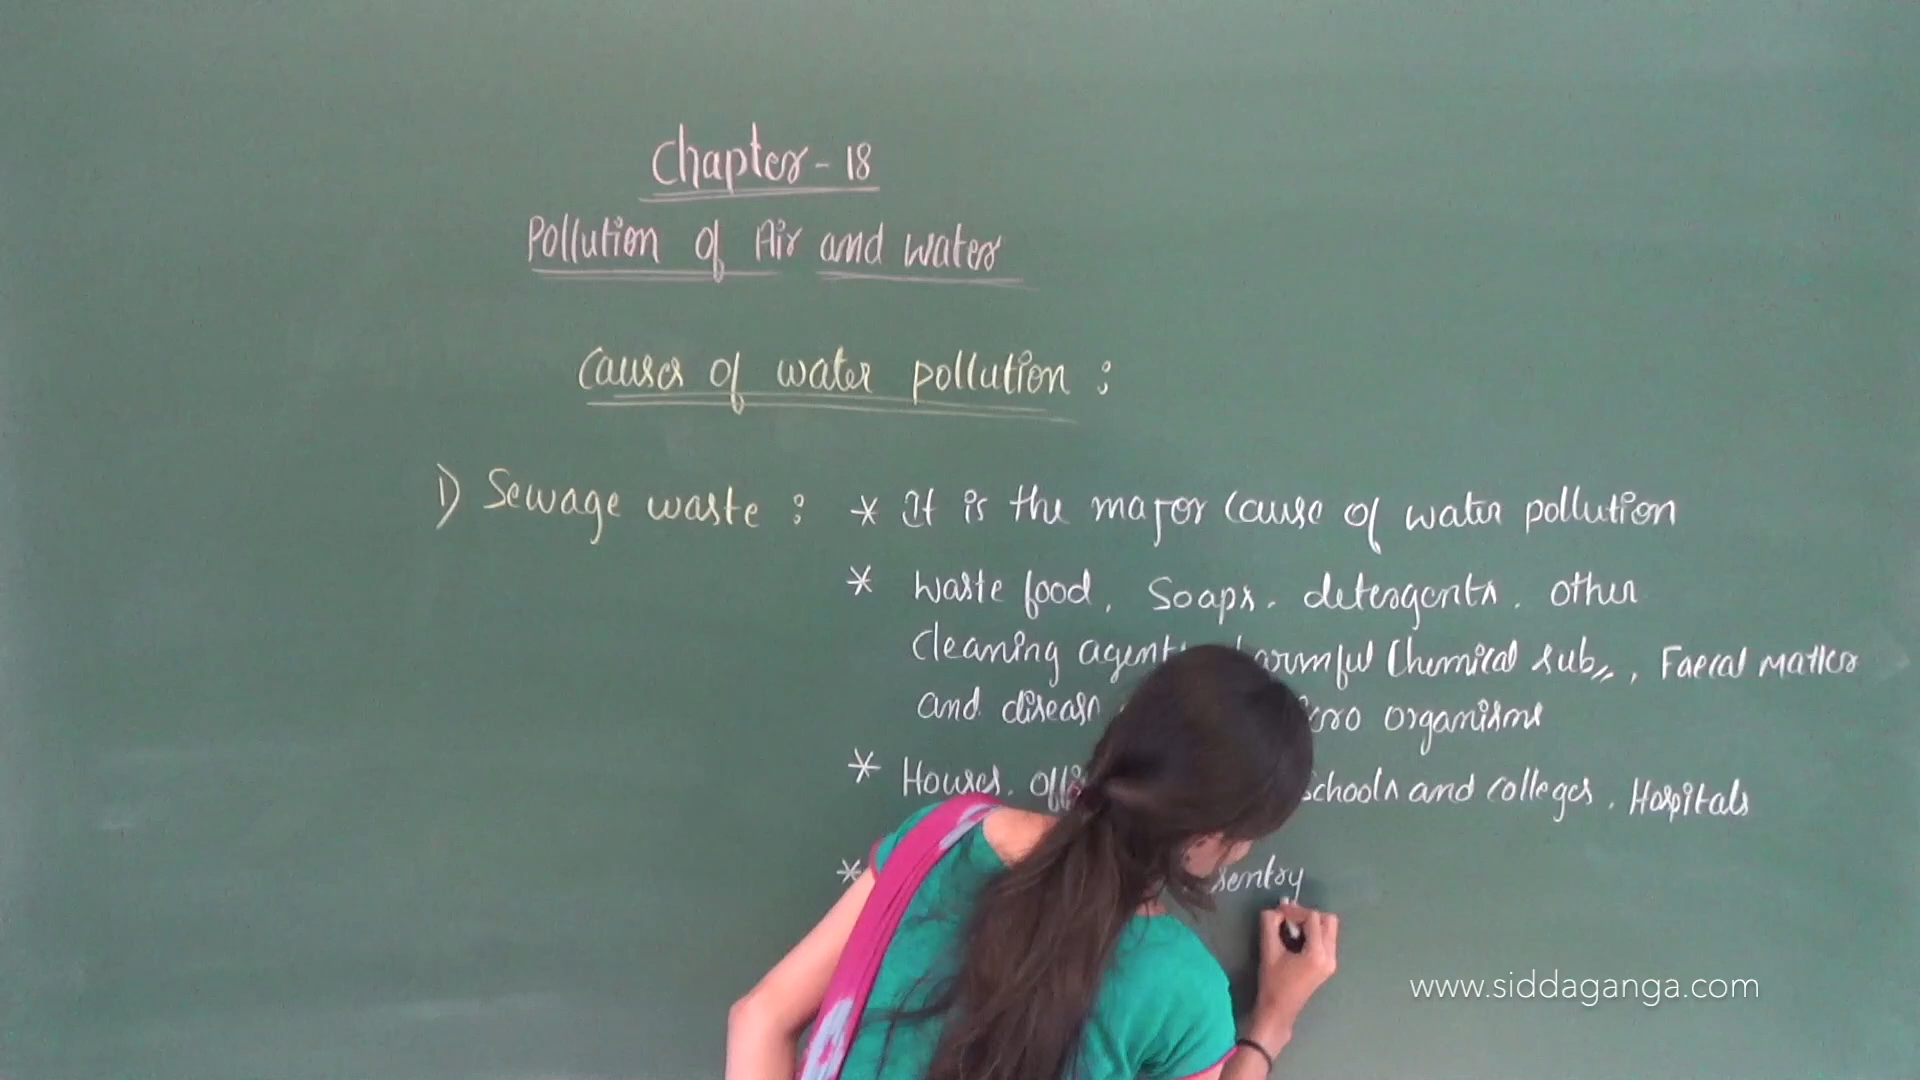 Chapter - 18
Pollution of Air and Water
Causes of water pollution :
1) Sewage waste : * It is the major cause of water pollution
* Waste food, Soaps, detergents, other
cleaning agent harmful Chemical sub,,, Faecal matter
and disease organisms
* Houses, Schools and colleges, Hospitals
*
www.siddaganga.com